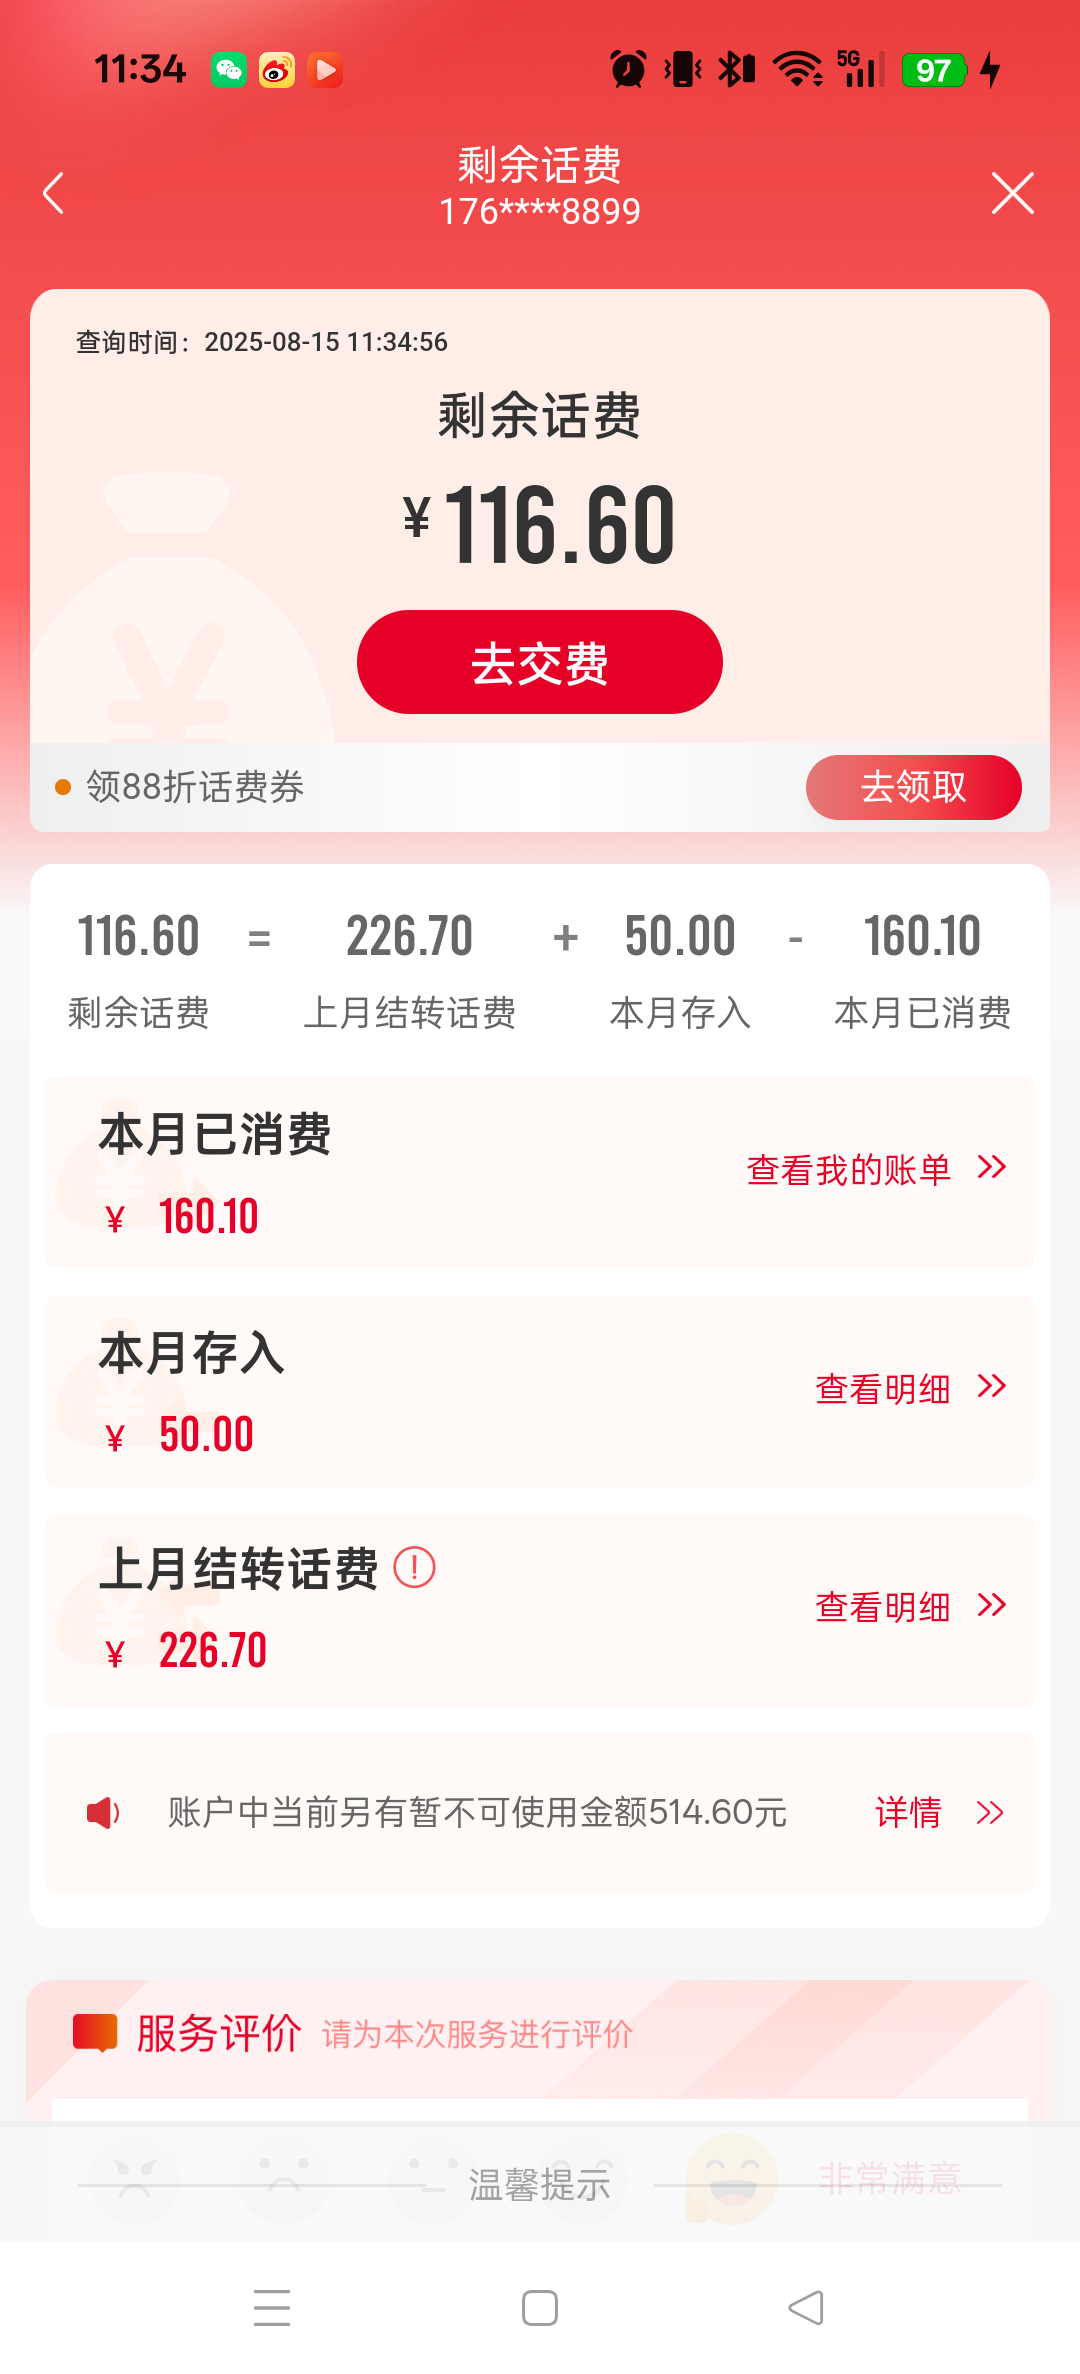 11:34
5G
97
剩余话费
176****8899
查询时间：2025-08-15 11:34:56
剩余话费
¥116.60
去交费
领88折话费券 去领取
116.60 = 226.70 + 50.00 - 160.10
剩余话费 上月结转话费 本月存入 本月已消费
本月已消费
¥ 160.10
查看我的账单
本月存入
¥ 50.00
查看明细
上月结转话费
¥ 226.70
查看明细
账户中当前另有暂不可使用金额514.60元 详情
服务评价 请为本次服务进行评价
温馨提示
非常满意